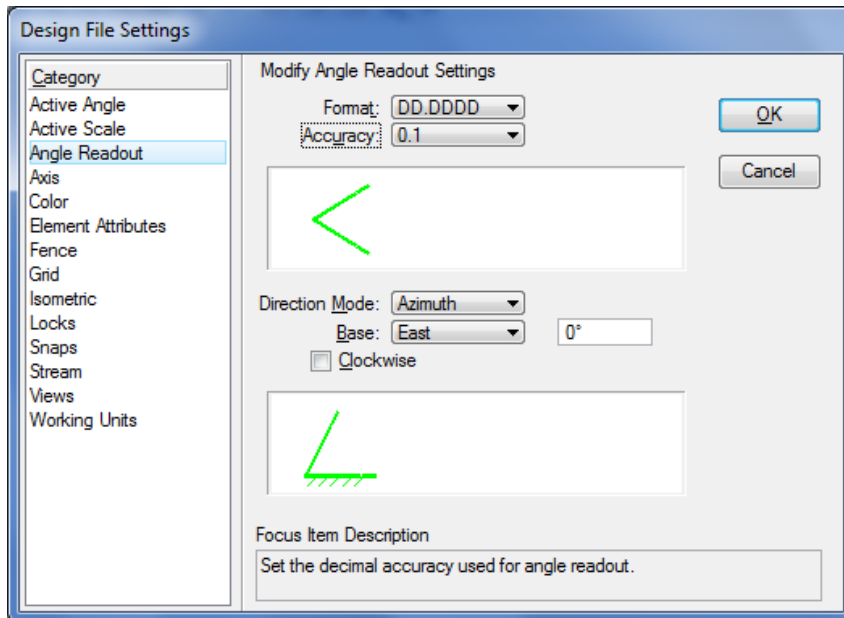 Design File Settings
Category
Active Angle
Active Scale
Angle Readout
Axis
Color
Element Attributes
Fence
Grid
Isometric
Locks
Snaps
Stream
Views
Working Units
Modify Angle Readout Settings
Format: DD.DDDD
Accuracy: 0.1
OK
Cancel
Direction Mode: Azimuth
Base: East 0°
Clockwise
Focus Item Description
Set the decimal accuracy used for angle readout.